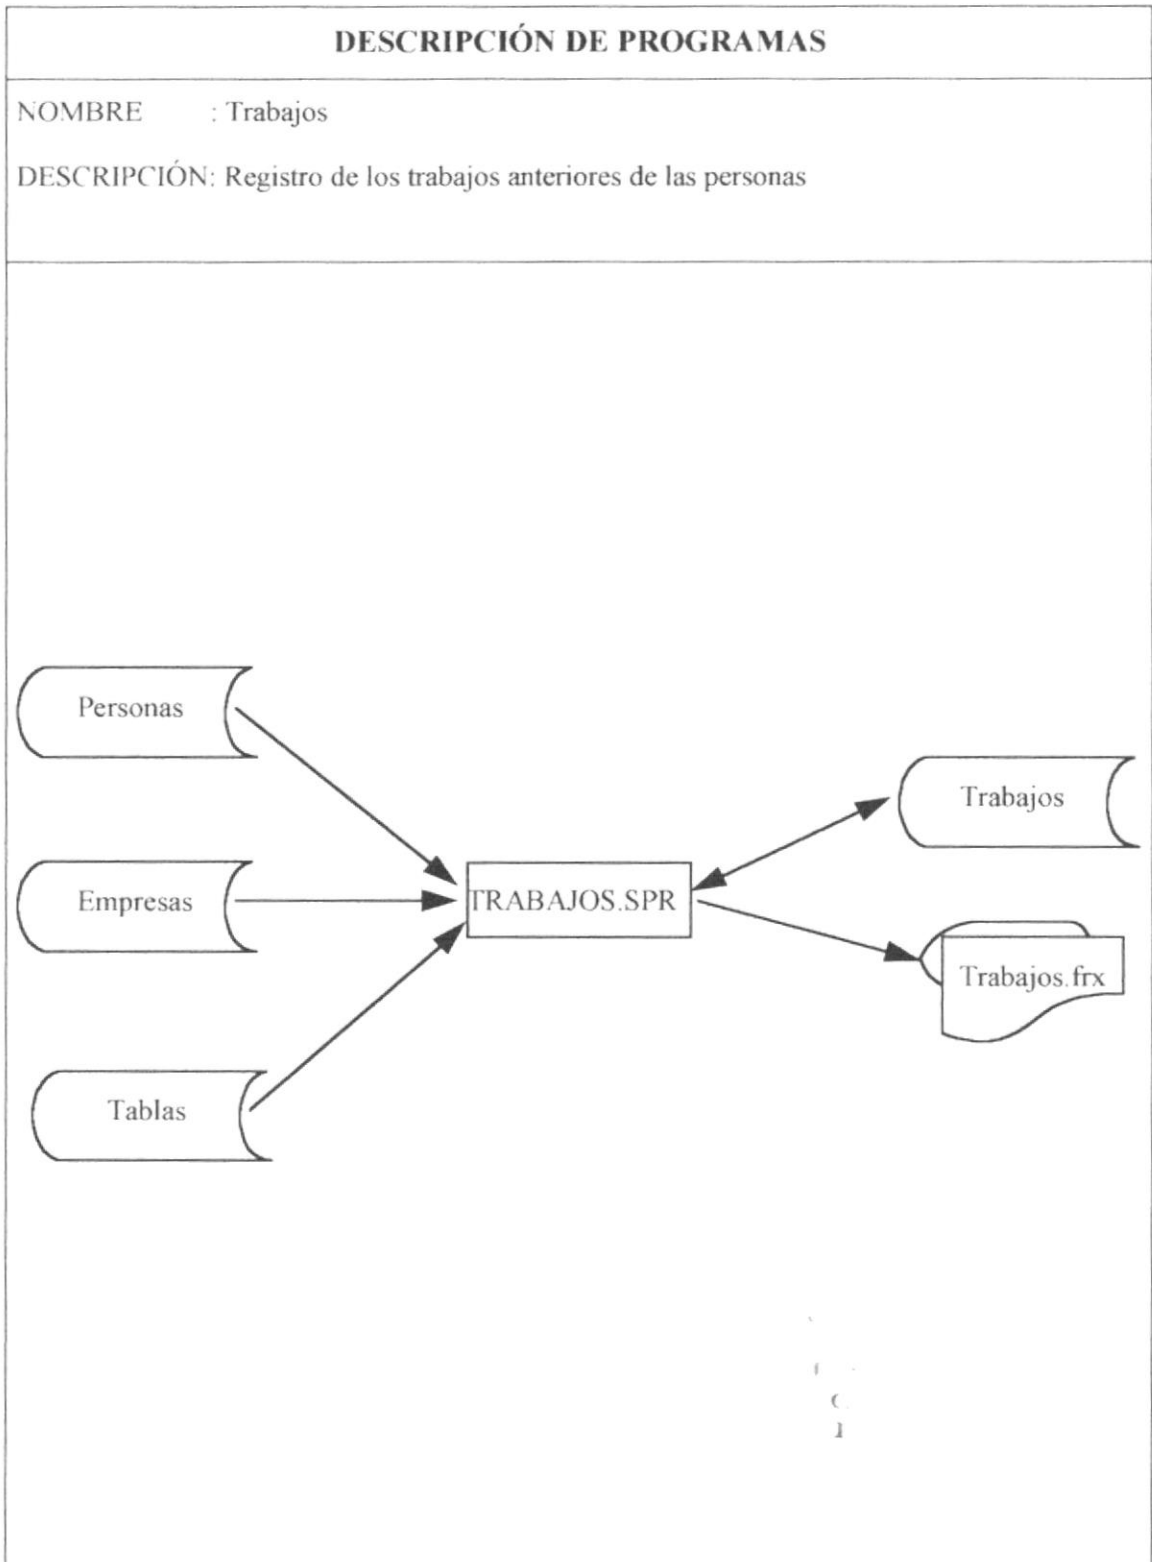 DESCRIPCIÓN DE PROGRAMAS
NOMBRE : Trabajos
DESCRIPCIÓN: Registro de los trabajos anteriores de las personas
Personas
Trabajos
Empresas
TRABAJOS.SPR
Trabajos.frx
Tablas